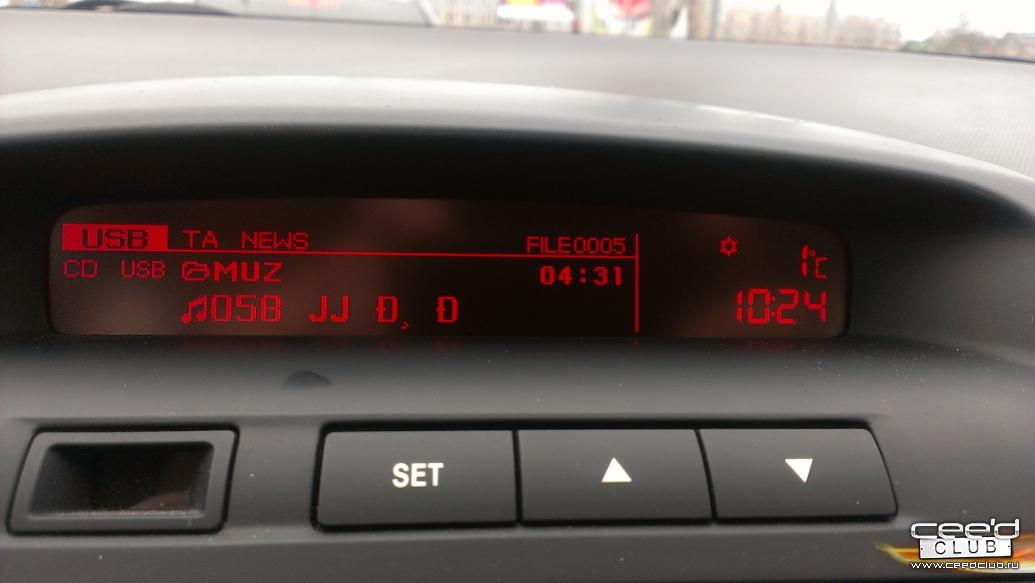 USB TA NEWS FILE0005
CD USB MUZ 04:31
058 JJ Ð¸ Ð
1°C
10:24
SET
cee'd
CLUB
www.ceedclub.ru